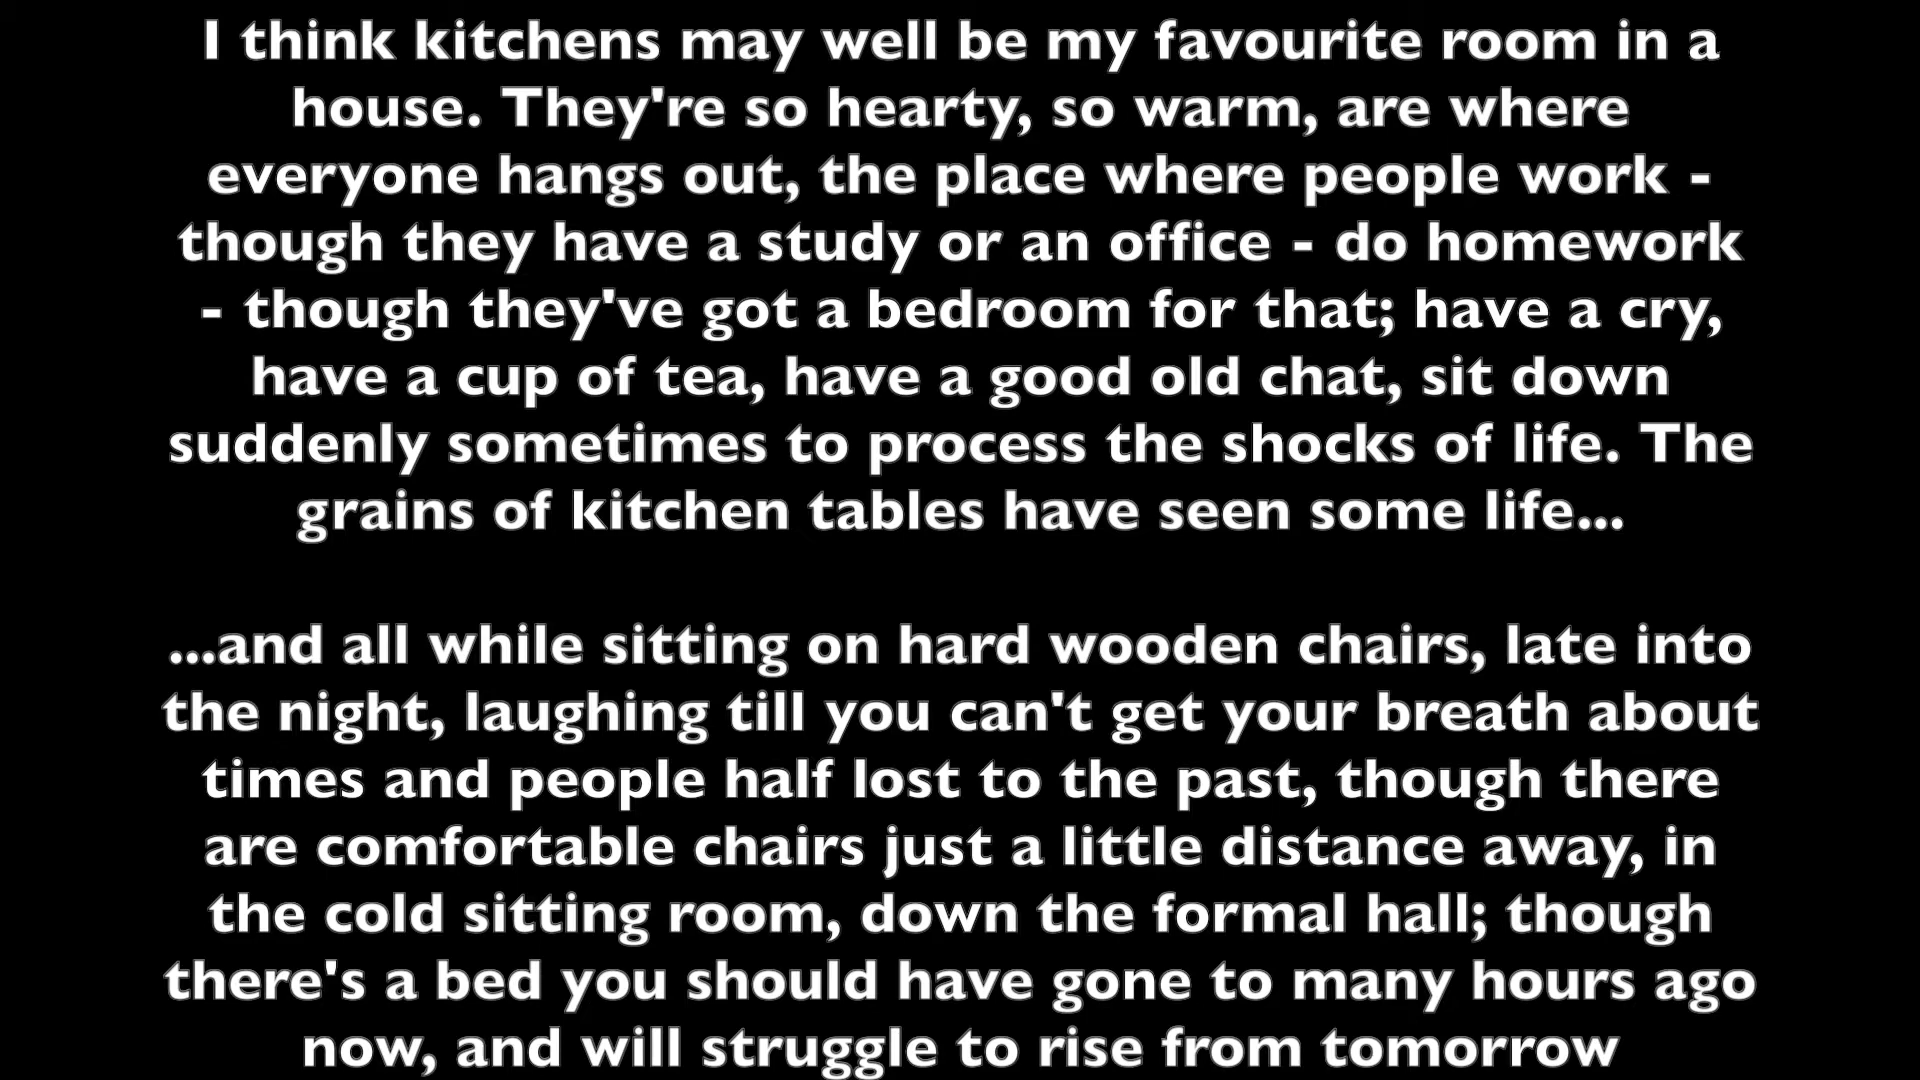 I think kitchens may well be my favourite room in a
house. They're so hearty, so warm, are where
everyone hangs out, the place where people work -
though they have a study or an office - do homework
- though they've got a bedroom for that; have a cry,
have a cup of tea, have a good old chat, sit down
suddenly sometimes to process the shocks of life. The
grains of kitchen tables have seen some life...
...and all while sitting on hard wooden chairs, late into
the night, laughing till you can't get your breath about
times and people half lost to the past, though there
are comfortable chairs just a little distance away, in
the cold sitting room, down the formal hall; though
there's a bed you should have gone to many hours ago
now, and will struggle to rise from tomorrow